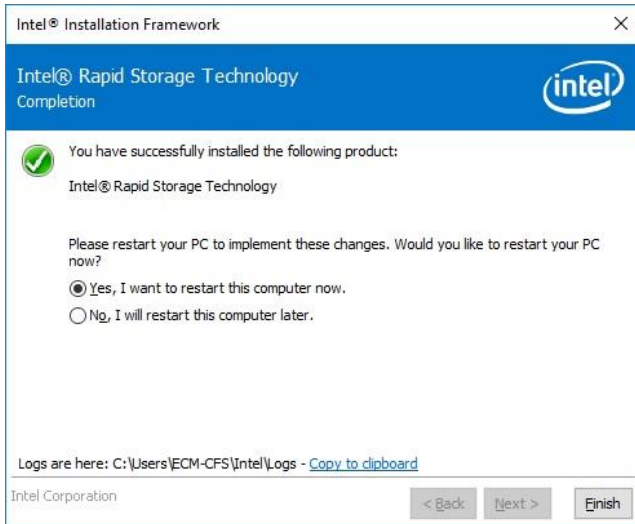 Intel® Installation Framework
Intel® Rapid Storage Technology
Completion
intel
You have successfully installed the following product:
Intel® Rapid Storage Technology
Please restart your PC to implement these changes. Would you like to restart your PC
now?
Yes, I want to restart this computer now.
No, I will restart this computer later.
Logs are here: C:\Users\ECM-CFS\Intel\Logs - Copy to clipboard
Intel Corporation
< Back Next > Finish